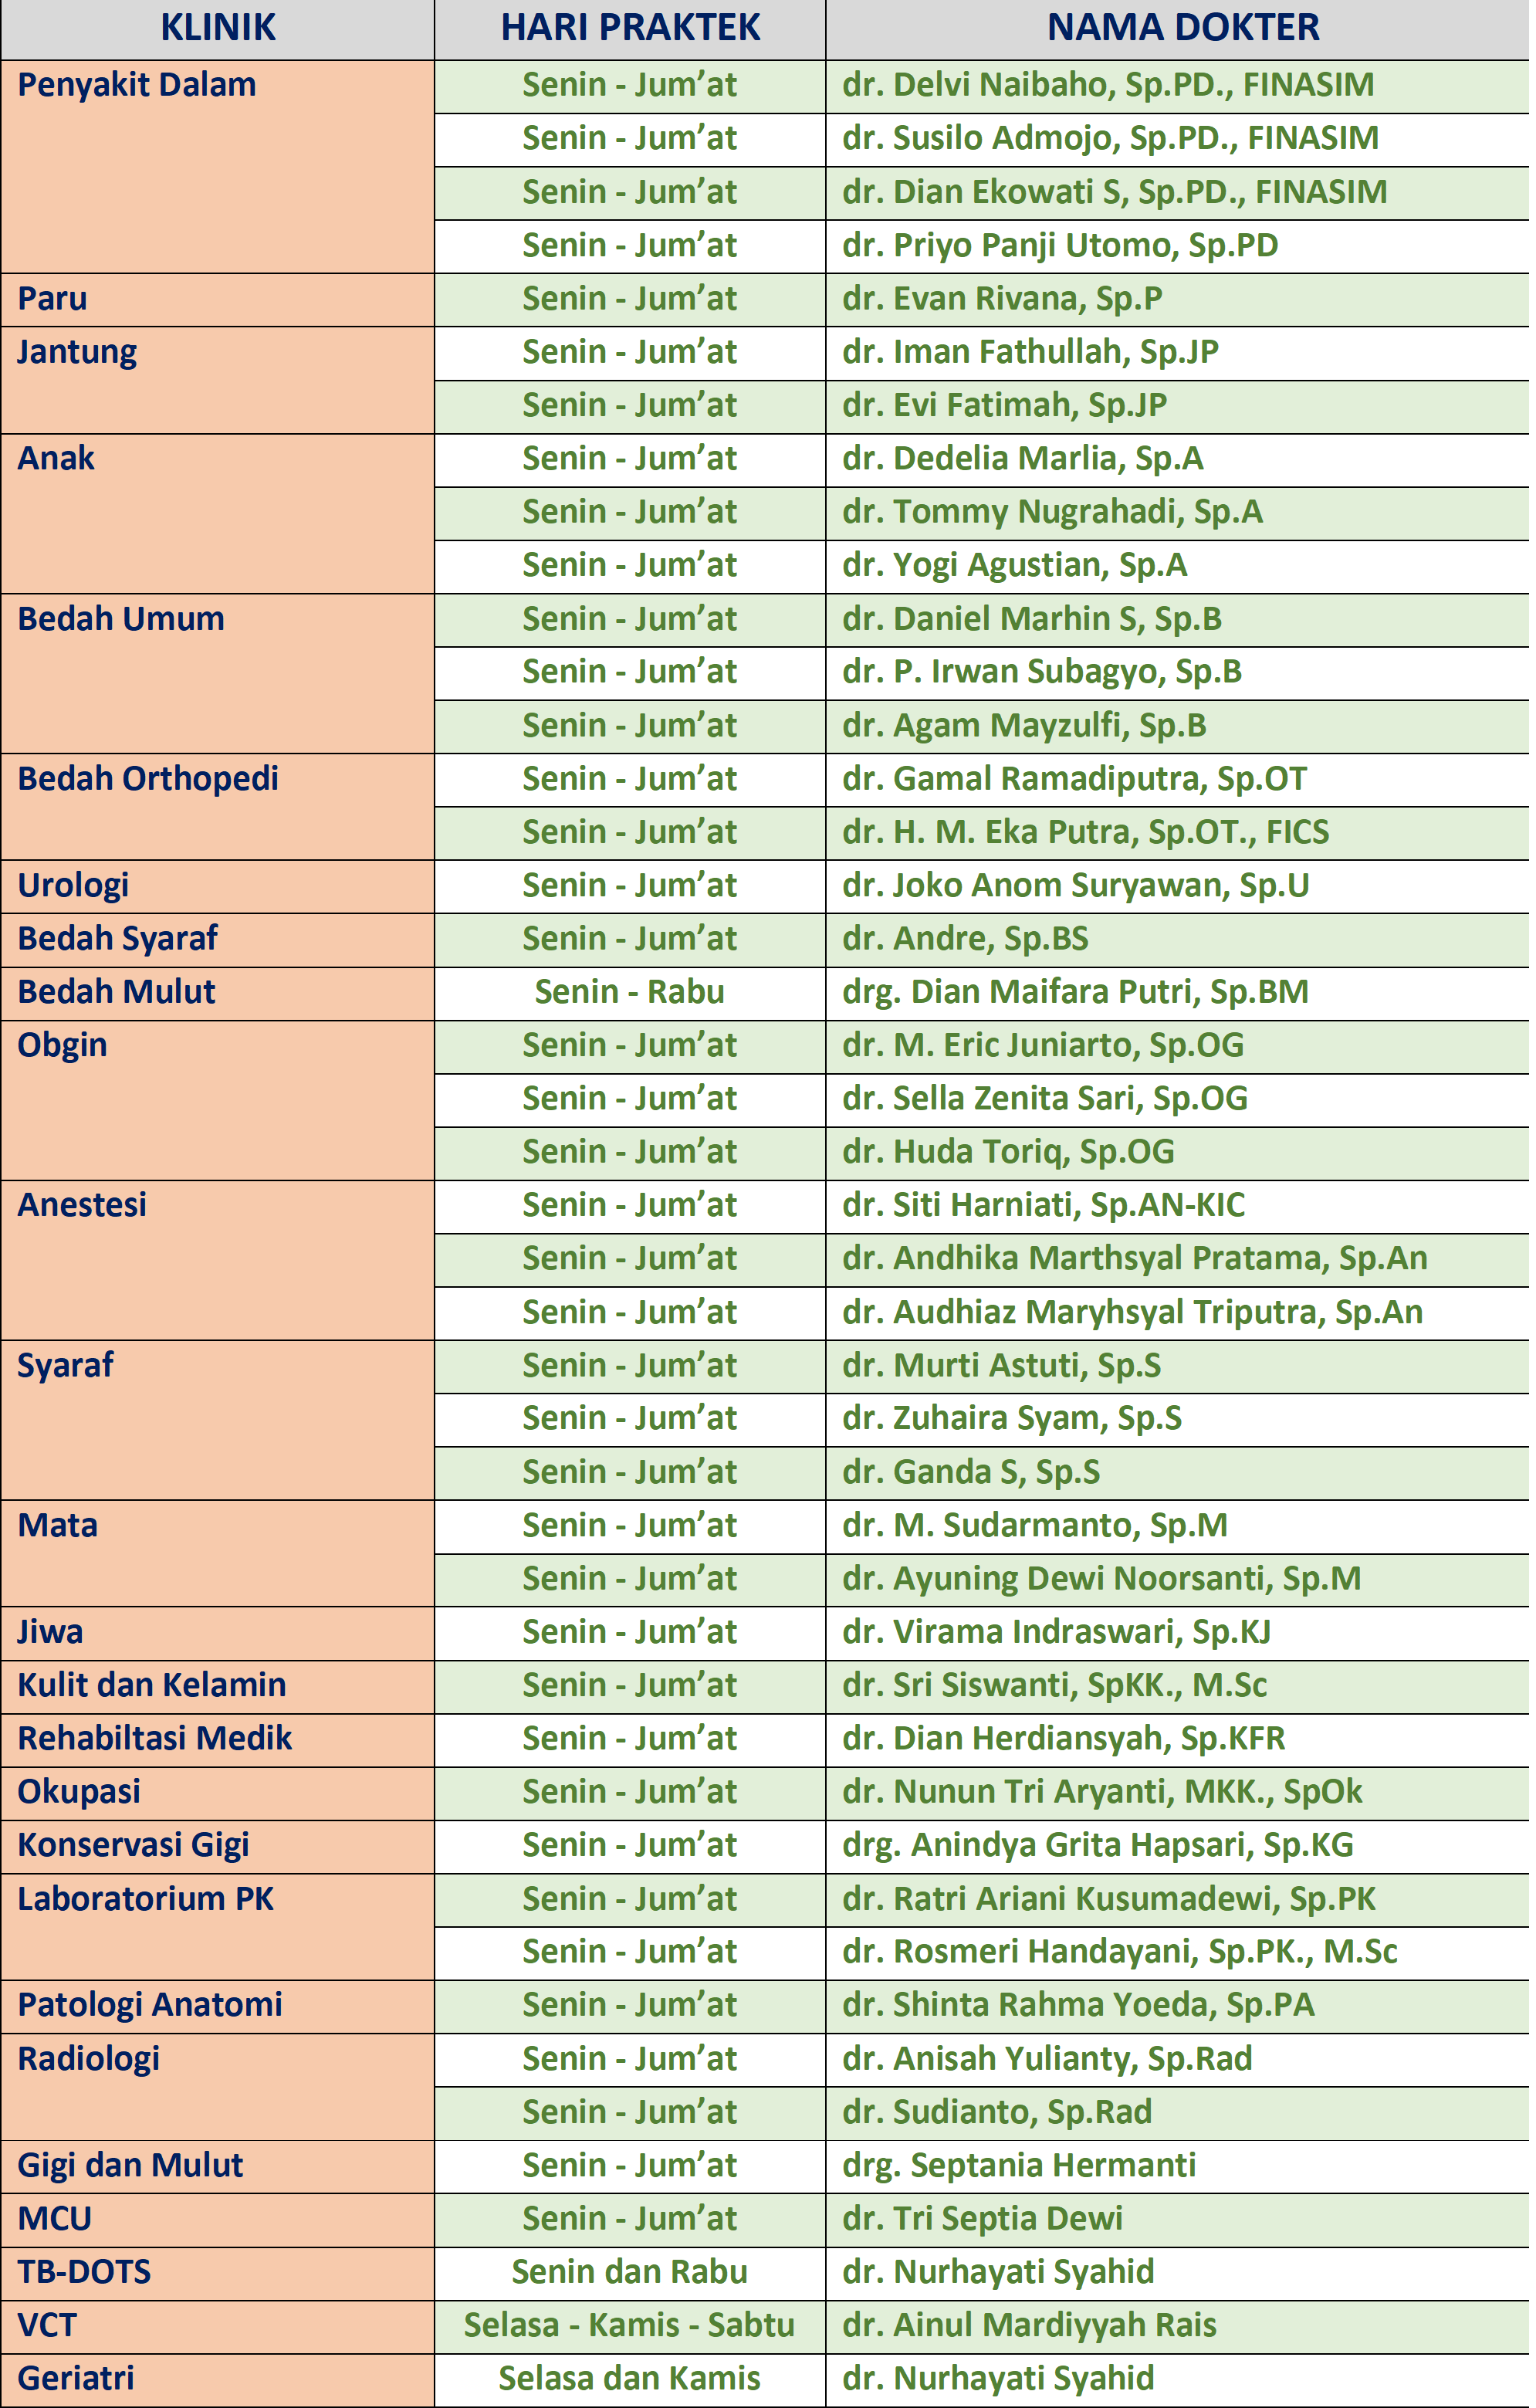 KLINIK HARI PRAKTEK NAMA DOKTER
Penyakit Dalam Senin - Jum’at dr. Delvi Naibaho, Sp.PD., FINASIM
Senin - Jum’at dr. Susilo Admojo, Sp.PD., FINASIM
Senin - Jum’at dr. Dian Ekowati S, Sp.PD., FINASIM
Senin - Jum’at dr. Priyo Panji Utomo, Sp.PD
Paru Senin - Jum’at dr. Evan Rivana, Sp.P
Jantung Senin - Jum’at dr. Iman Fathullah, Sp.JP
Senin - Jum’at dr. Evi Fatimah, Sp.JP
Anak Senin - Jum’at dr. Dedelia Marlia, Sp.A
Senin - Jum’at dr. Tommy Nugrahadi, Sp.A
Senin - Jum’at dr. Yogi Agustian, Sp.A
Bedah Umum Senin - Jum’at dr. Daniel Marhin S, Sp.B
Senin - Jum’at dr. P. Irwan Subagyo, Sp.B
Senin - Jum’at dr. Agam Mayzulfi, Sp.B
Bedah Orthopedi Senin - Jum’at dr. Gamal Ramadiputra, Sp.OT
Senin - Jum’at dr. H. M. Eka Putra, Sp.OT., FICS
Urologi Senin - Jum’at dr. Joko Anom Suryawan, Sp.U
Bedah Syaraf Senin - Jum’at dr. Andre, Sp.BS
Bedah Mulut Senin - Rabu drg. Dian Maifara Putri, Sp.BM
Obgin Senin - Jum’at dr. M. Eric Juniarto, Sp.OG
Senin - Jum’at dr. Sella Zenita Sari, Sp.OG
Senin - Jum’at dr. Huda Toriq, Sp.OG
Anestesi Senin - Jum’at dr. Siti Harniati, Sp.AN-KIC
Senin - Jum’at dr. Andhika Marthsyal Pratama, Sp.An
Senin - Jum’at dr. Audhiaz Maryhsyal Triputra, Sp.An
Syaraf Senin - Jum’at dr. Murti Astuti, Sp.S
Senin - Jum’at dr. Zuhaira Syam, Sp.S
Senin - Jum’at dr. Ganda S, Sp.S
Mata Senin - Jum’at dr. M. Sudarmanto, Sp.M
Senin - Jum’at dr. Ayuning Dewi Noorsanti, Sp.M
Jiwa Senin - Jum’at dr. Virama Indraswari, Sp.KJ
Kulit dan Kelamin Senin - Jum’at dr. Sri Siswanti, SpKK., M.Sc
Rehabiltasi Medik Senin - Jum’at dr. Dian Herdiansyah, Sp.KFR
Okupasi Senin - Jum’at dr. Nunun Tri Aryanti, MKK., SpOk
Konservasi Gigi Senin - Jum’at drg. Anindya Grita Hapsari, Sp.KG
Laboratorium PK Senin - Jum’at dr. Ratri Ariani Kusumadewi, Sp.PK
Senin - Jum’at dr. Rosmeri Handayani, Sp.PK., M.Sc
Patologi Anatomi Senin - Jum’at dr. Shinta Rahma Yoeda, Sp.PA
Radiologi Senin - Jum’at dr. Anisah Yulianty, Sp.Rad
Senin - Jum’at dr. Sudianto, Sp.Rad
Gigi dan Mulut Senin - Jum’at drg. Septania Hermanti
MCU Senin - Jum’at dr. Tri Septia Dewi
TB-DOTS Senin dan Rabu dr. Nurhayati Syahid
VCT Selasa - Kamis - Sabtu dr. Ainul Mardiyyah Rais
Geriatri Selasa dan Kamis dr. Nurhayati Syahid